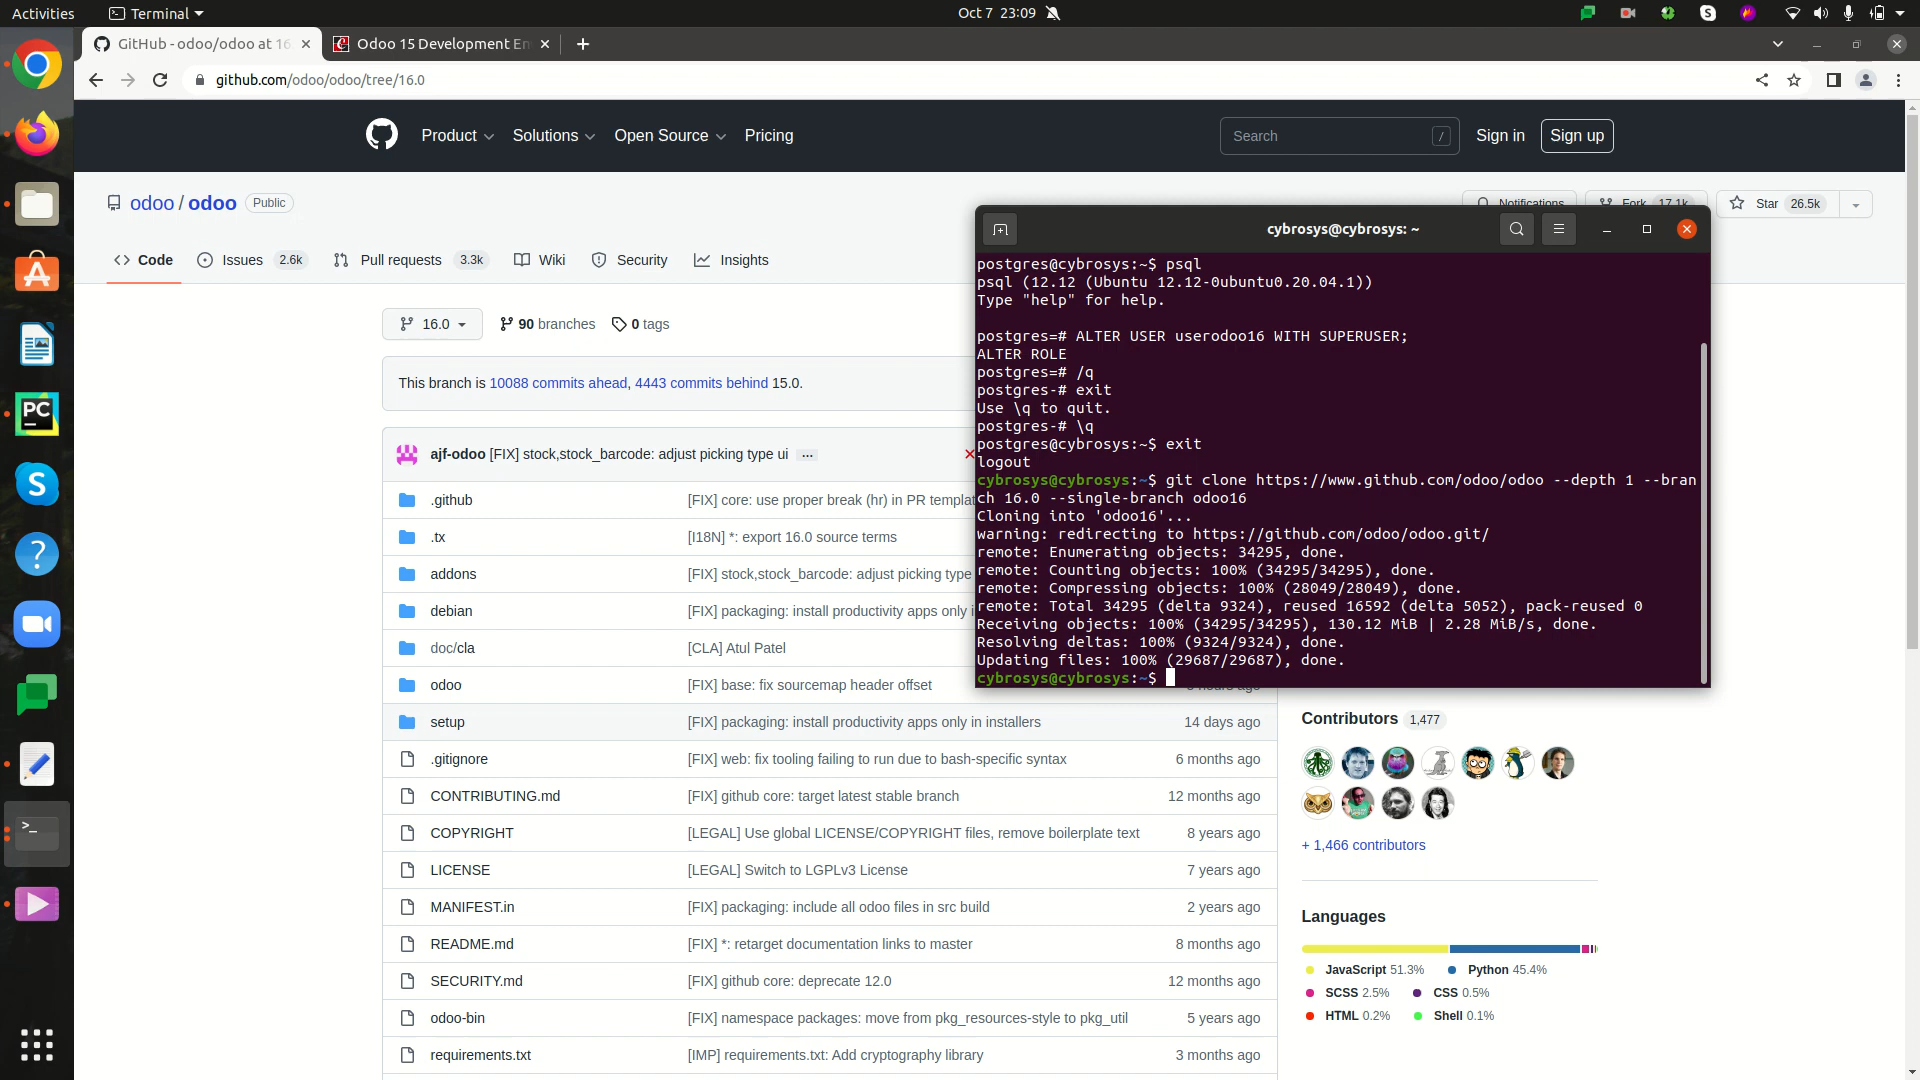 Activities
Terminal
Oct 7 23:09
GitHub - odoo/odoo at 16
Odoo 15 Development En
github.com/odoo/odoo/tree/16.0
Product
Solutions
Open Source
Pricing
Search
/
Sign in
Sign up
odoo / odoo
Public
Notifications
Fork 17.1k
Star 26.5k
Code
Issues 2.6k
Pull requests 3.3k
Wiki
Security
Insights
16.0
90 branches
0 tags
This branch is 10088 commits ahead, 4443 commits behind 15.0.
ajf-odoo [FIX] stock,stock_barcode: adjust picking type ui ...
.github [FIX] core: use proper break (hr) in PR templat
.tx [I18N] *: export 16.0 source terms
addons [FIX] stock,stock_barcode: adjust picking type
debian [FIX] packaging: install productivity apps only i
doc/cla [CLA] Atul Patel
odoo [FIX] base: fix sourcemap header offset
setup [FIX] packaging: install productivity apps only in installers 14 days ago
.gitignore [FIX] web: fix tooling failing to run due to bash-specific syntax 6 months ago
CONTRIBUTING.md [FIX] github core: target latest stable branch 12 months ago
COPYRIGHT [LEGAL] Use global LICENSE/COPYRIGHT files, remove boilerplate text 8 years ago
LICENSE [LEGAL] Switch to LGPLv3 License 7 years ago
MANIFEST.in [FIX] packaging: include all odoo files in src build 2 years ago
README.md [FIX] *: retarget documentation links to master 8 months ago
SECURITY.md [FIX] github core: deprecate 12.0 12 months ago
odoo-bin [FIX] namespace packages: move from pkg_resources-style to pkg_util 5 years ago
requirements.txt [IMP] requirements.txt: Add cryptography library 3 months ago
cybrosys@cybrosys: ~
postgres@cybrosys:~$ psql
psql (12.12 (Ubuntu 12.12-0ubuntu0.20.04.1))
Type "help" for help.
postgres=# ALTER USER userodoo16 WITH SUPERUSER;
ALTER ROLE
postgres=# /q
postgres-# exit
Use \q to quit.
postgres-# \q
postgres@cybrosys:~$ exit
logout
cybrosys@cybrosys:~$ git clone https://www.github.com/odoo/odoo --depth 1 --bran
ch 16.0 --single-branch odoo16
Cloning into 'odoo16'...
warning: redirecting to https://github.com/odoo/odoo.git/
remote: Enumerating objects: 34295, done.
remote: Counting objects: 100% (34295/34295), done.
remote: Compressing objects: 100% (28049/28049), done.
remote: Total 34295 (delta 9324), reused 16592 (delta 5052), pack-reused 0
Receiving objects: 100% (34295/34295), 130.12 MiB | 2.28 MiB/s, done.
Resolving deltas: 100% (9324/9324), done.
Updating files: 100% (29687/29687), done.
cybrosys@cybrosys:~$
Contributors 1,477
+ 1,466 contributors
Languages
JavaScript 51.3%
Python 45.4%
SCSS 2.5%
CSS 0.5%
HTML 0.2%
Shell 0.1%
PC
S
?
>_